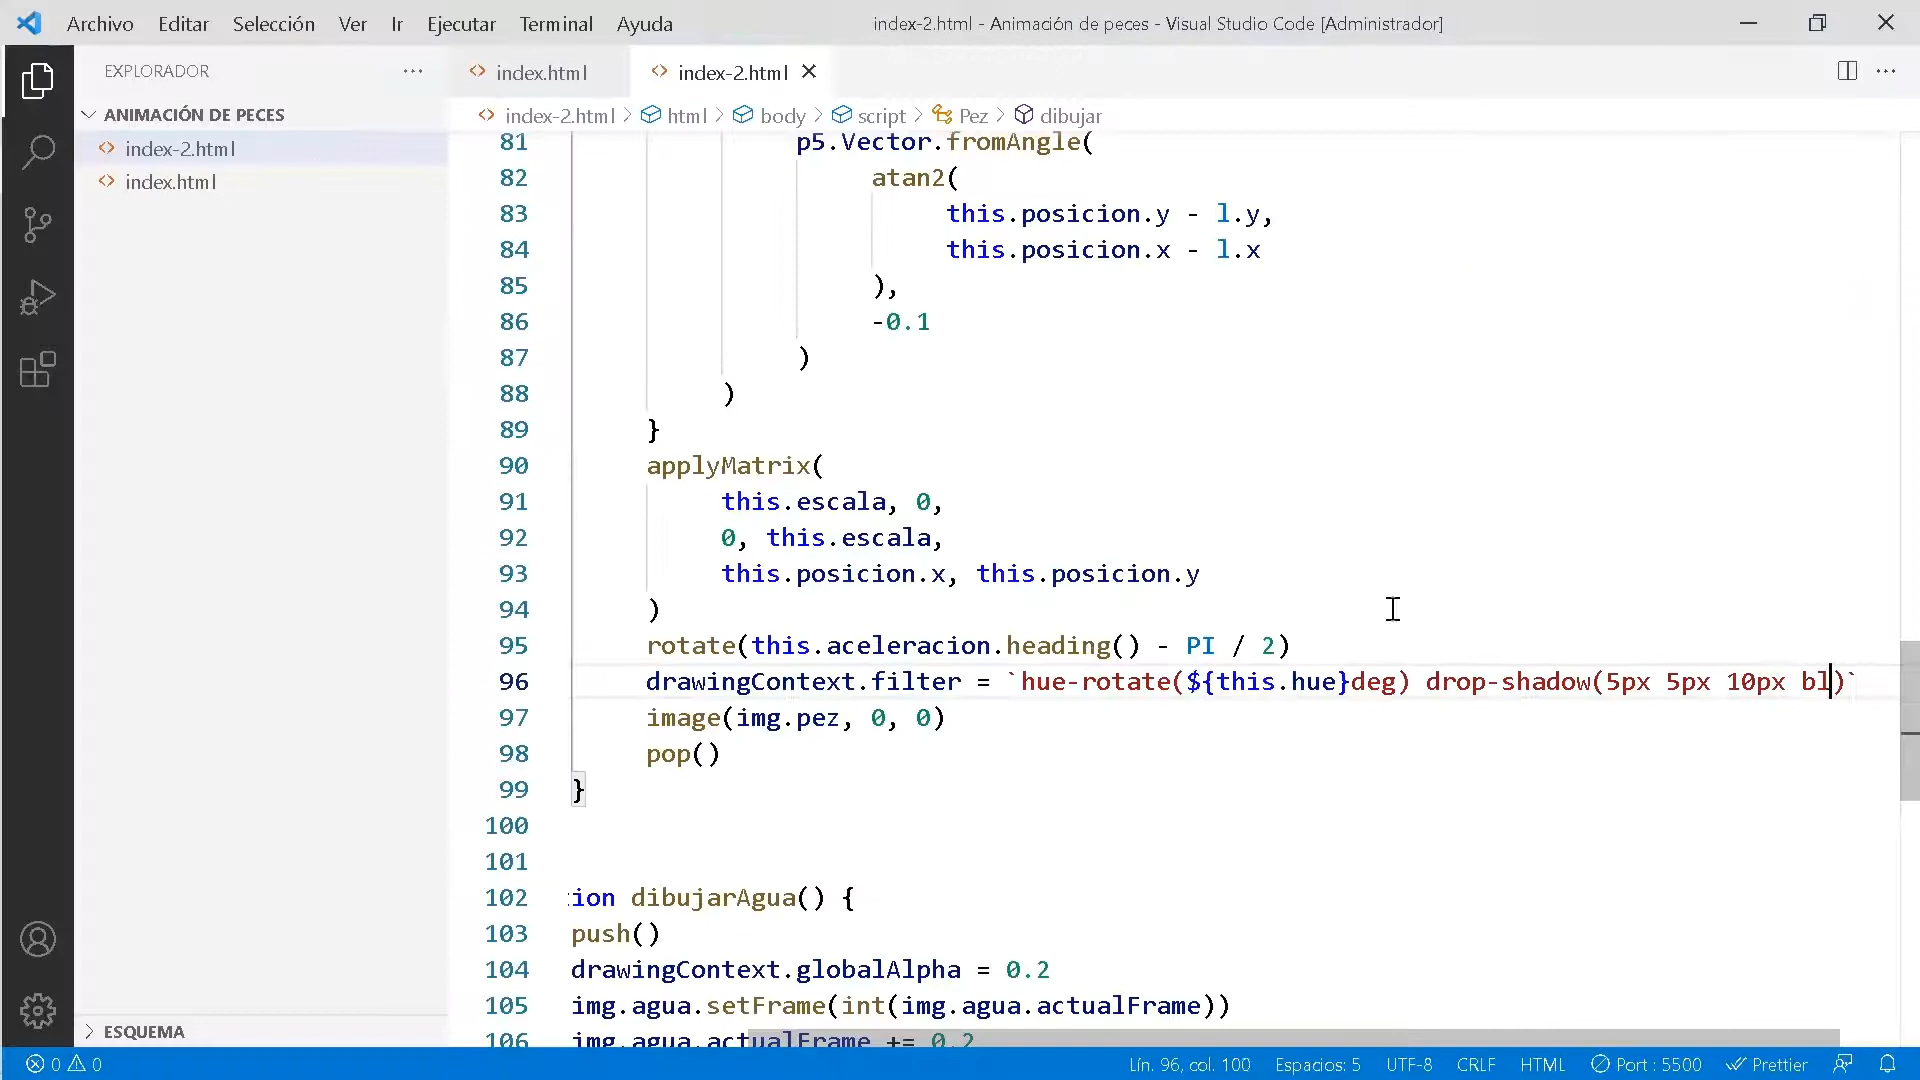 Archivo Editar Selección Ver Ir Ejecutar Terminal Ayuda
index-2.html - Animación de peces - Visual Studio Code [Administrador]
EXPLORADOR
index.html
index-2.html
ANIMACIÓN DE PECES
index-2.html
index.html
index-2.html > html > body > script > Pez > dibujar
81 p5.Vector.fromAngle(
82 atan2(
83 this.posicion.y - l.y,
84 this.posicion.x - l.x
85 ),
86 -0.1
87 )
88 )
89 }
90 applyMatrix(
91 this.escala, 0,
92 0, this.escala,
93 this.posicion.x, this.posicion.y
94 )
95 rotate(this.aceleracion.heading() - PI / 2)
96 drawingContext.filter = `hue-rotate(${this.hue}deg) drop-shadow(5px 5px 10px bl)`
97 image(img.pez, 0, 0)
98 pop()
99 }
100
101
102 tion dibujarAgua() {
103 push()
104 drawingContext.globalAlpha = 0.2
105 img.agua.setFrame(int(img.agua.actualFrame))
106 img.agua.actualFrame += 0.2
ESQUEMA
0 0
Lín. 96, col. 100 Espacios: 5 UTF-8 CRLF HTML Port : 5500 Prettier